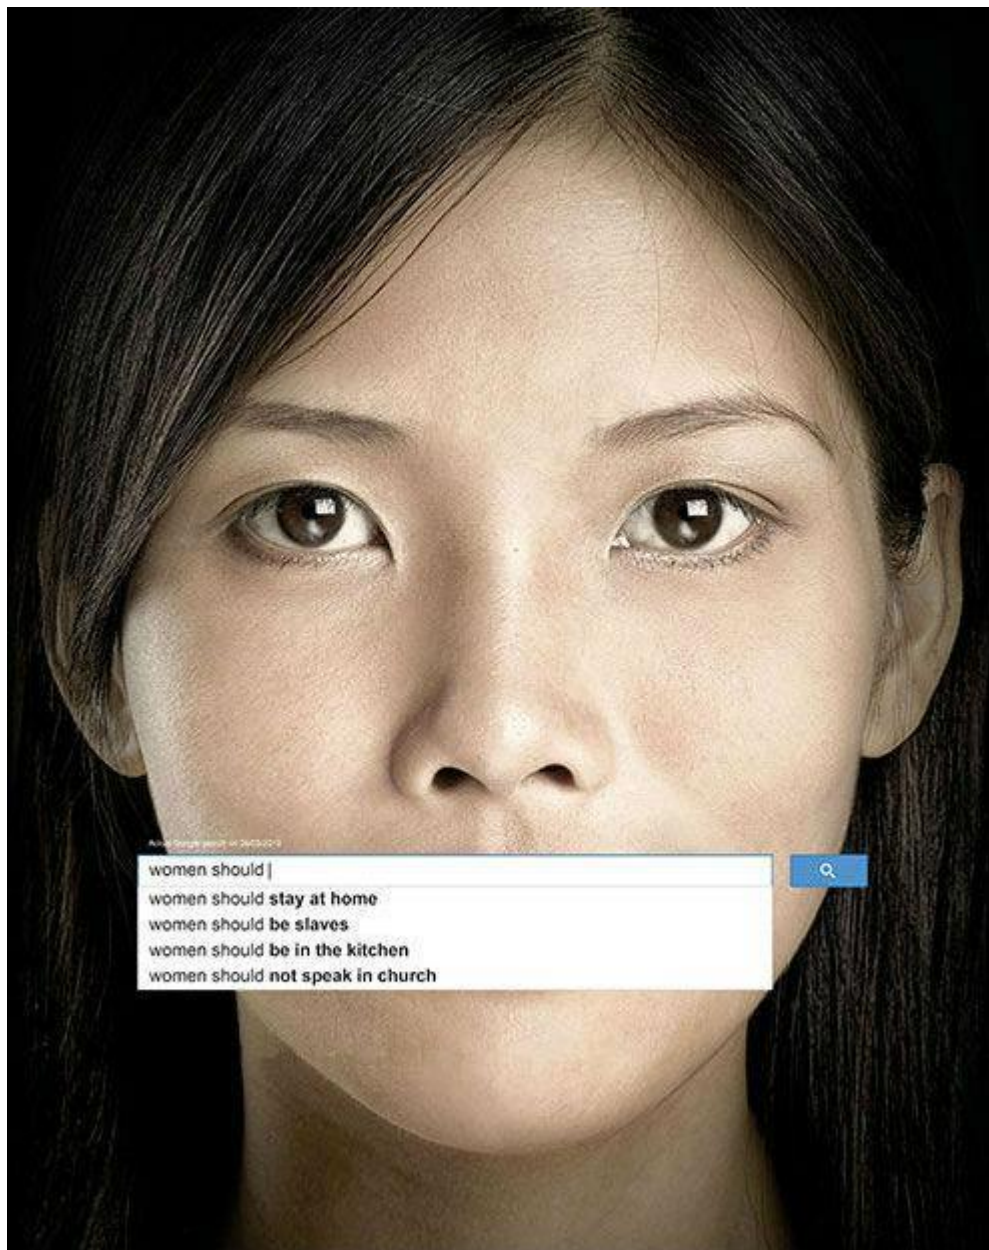 women should
women should stay at home
women should be slaves
women should be in the kitchen
women should not speak in church